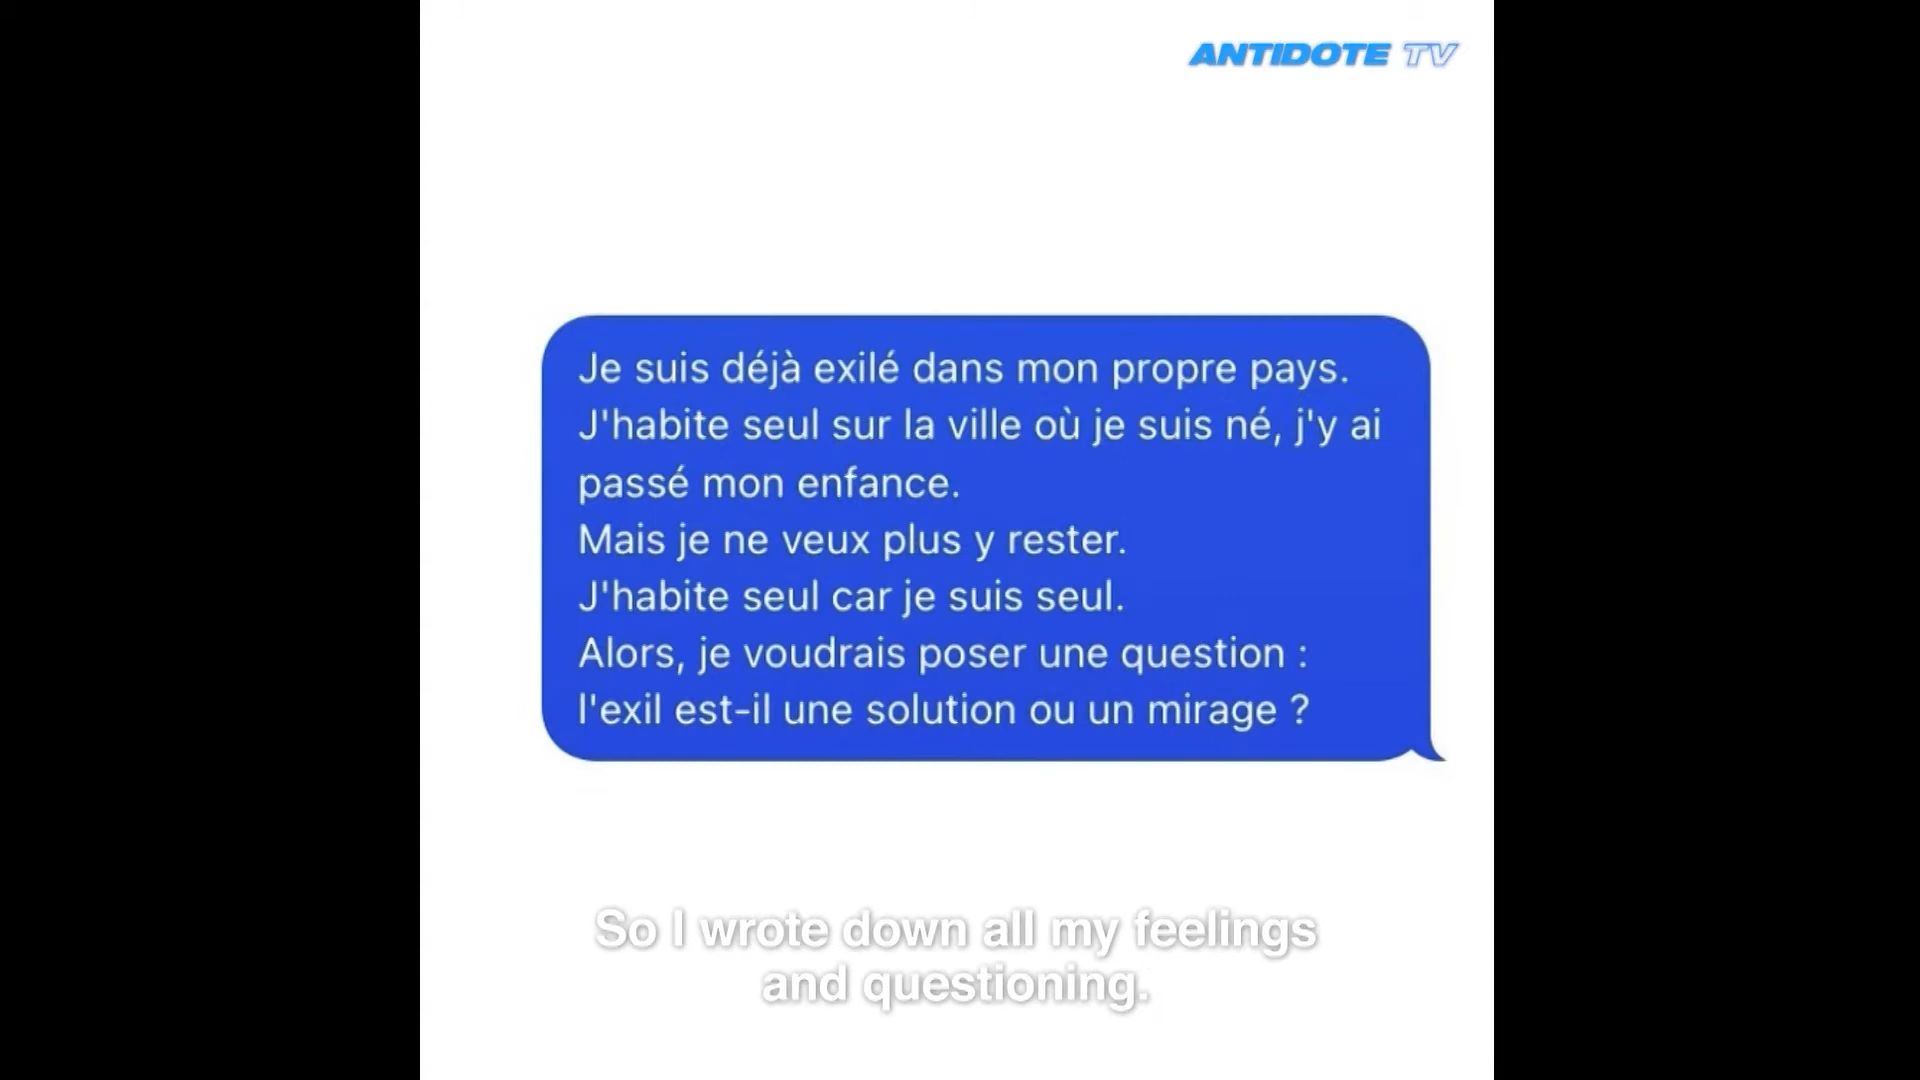 ANTIDOTE TV
Je suis déjà exilé dans mon propre pays.
J'habite seul sur la ville où je suis né, j'y ai
passé mon enfance.
Mais je ne veux plus y rester.
J'habite seul car je suis seul.
Alors, je voudrais poser une question :
l'exil est-il une solution ou un mirage ?
So I wrote down all my feelings
and questioning.